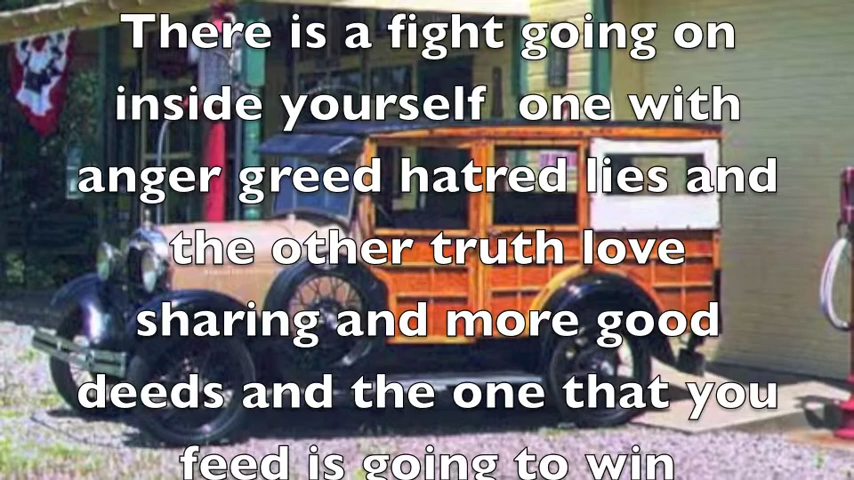 There is a fight going on
inside yourself one with
anger greed hatred lies and
the other truth love
sharing and more good
deeds and the one that you
feed is going to win